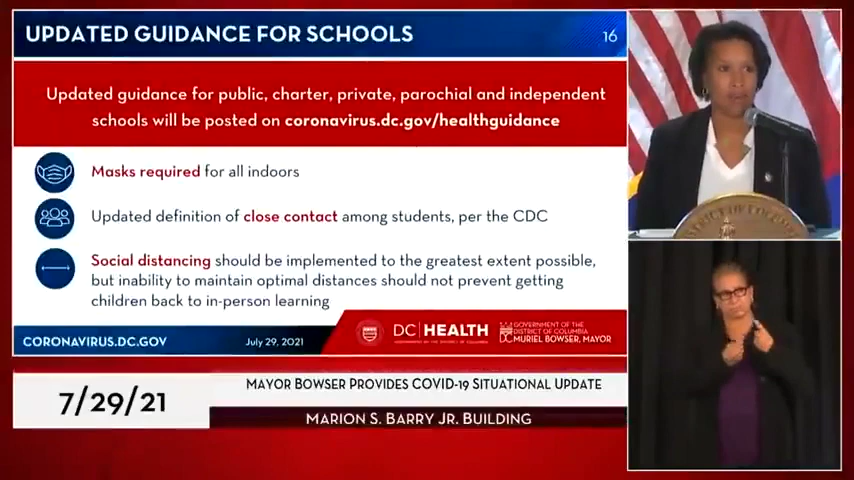 UPDATED GUIDANCE FOR SCHOOLS
16
Updated guidance for public, charter, private, parochial and independent
schools will be posted on coronavirus.dc.gov/healthguidance
Masks required for all indoors
Updated definition of close contact among students, per the CDC
Social distancing should be implemented to the greatest extent possible,
but inability to maintain optimal distances should not prevent getting
children back to in-person learning
CORONAVIRUS.DC.GOV
July 29, 2021
DC | HEALTH
GOVERNMENT OF THE
DISTRICT OF COLUMBIA
MURIEL BOWSER, MAYOR
7/29/21
MAYOR BOWSER PROVIDES COVID-19 SITUATIONAL UPDATE
MARION S. BARRY JR. BUILDING